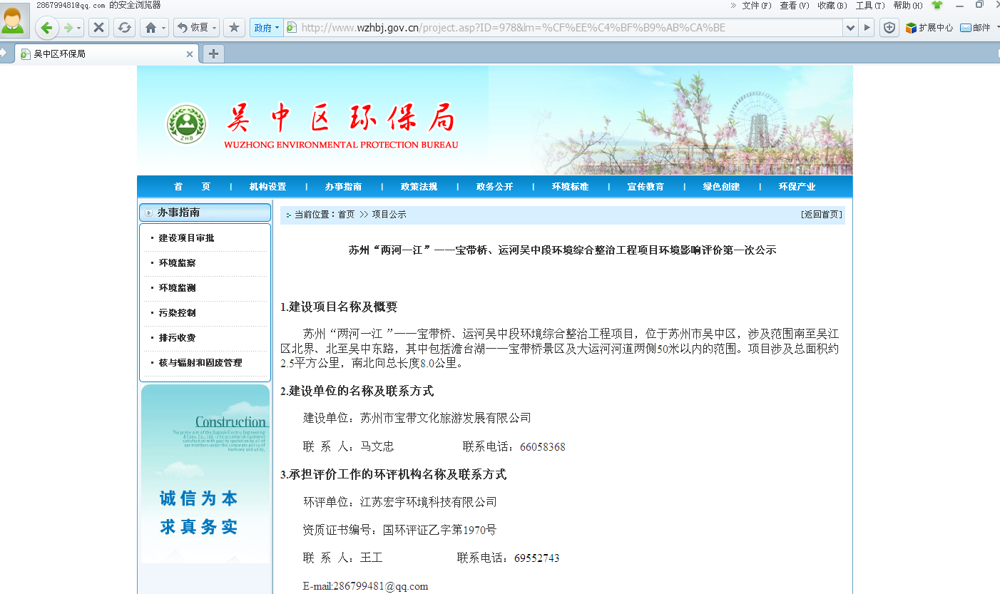 286799481@qq.com 的安全浏览器
» 文件(F) 查看(V) 收藏(B) 工具(T) 帮助(H)
恢复 政府 http://www.wzhbj.gov.cn/project.asp?ID=978&lm=%CF%EE%C4%BF%B9%AB%CA%BE 扩展中心 邮件
吴中区环保局
吴中区环保局
ZHB
WUZHONG ENVIRONMENTAL PROTECTION BUREAU
首 页 | 机构设置 | 办事指南 | 政策法规 | 政务公开 | 环境标准 | 宣传教育 | 绿色创建 | 环保产业
办事指南
· 建设项目审批
· 环境监察
· 环境监测
· 污染控制
· 排污收费
· 核与辐射和固废管理
Construction
The prime aim of the Bogook Electric Engineering
& Cons. Co., Ltd. is to accomplish customer
satisfaction with quality operation by all of
our members under the corporate policy of
harmony and unity.
诚信为本
求真务实
当前位置：首页 >> 项目公示 [返回首页]
苏州“两河一江”——宝带桥、运河吴中段环境综合整治工程项目环境影响评价第一次公示
1.建设项目名称及概要
苏州“两河一江 ”——宝带桥、运河吴中段环境综合整治工程项目，位于苏州市吴中区，涉及范围南至吴江
区北界、北至吴中东路，其中包括澹台湖——宝带桥景区及大运河河道两侧50米以内的范围。项目涉及总面积约
2.5平方公里，南北向总长度8.0公里。
2.建设单位的名称及联系方式
建设单位：苏州市宝带文化旅游发展有限公司
联 系 人：马文忠 联系电话：66058368
3.承担评价工作的环评机构名称及联系方式
环评单位：江苏宏宇环境科技有限公司
资质证书编号：国环评证乙字第1970号
联 系 人：王工 联系电话：69552743
E-mail:286799481@qq.com